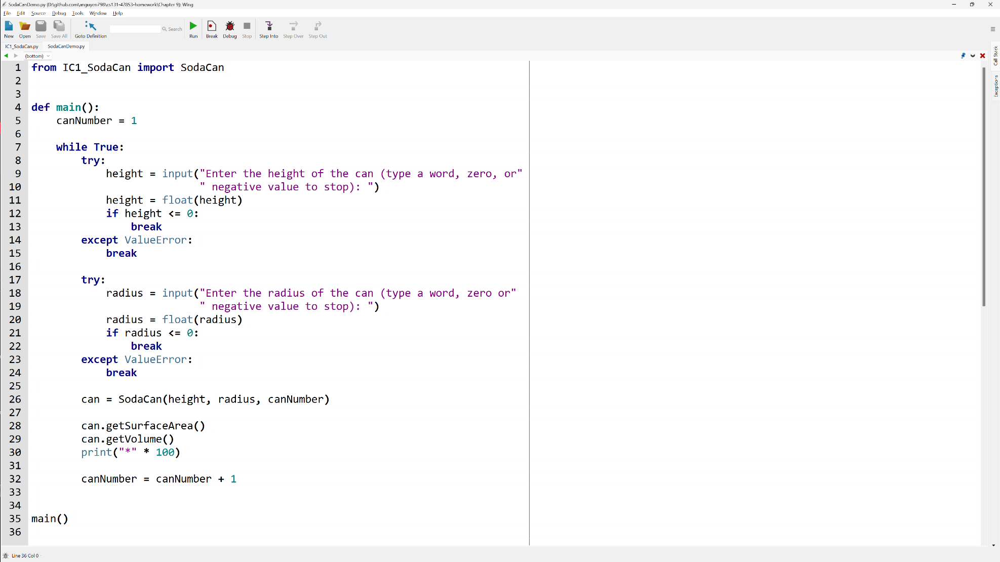 SodaCanDemo.py (D:\github.com\anguyen798\cs131-47853-homework\Chapter 9): Wing
File Edit Source Debug Tools Window Help
New Open Save Save All Goto Definition Search Run Break Debug Stop Step Into Step Over Step Out
IC1_SodaCan.py SodaCanDemo.py
(bottom)
Call Stack
Exceptions
1 from IC1_SodaCan import SodaCan
2
3
4 def main():
5     canNumber = 1
6
7     while True:
8         try:
9             height = input("Enter the height of the can (type a word, zero, or"
10                            " negative value to stop): ")
11             height = float(height)
12             if height <= 0:
13                 break
14         except ValueError:
15             break
16
17         try:
18             radius = input("Enter the radius of the can (type a word, zero or"
19                            " negative value to stop): ")
20             radius = float(radius)
21             if radius <= 0:
22                 break
23         except ValueError:
24             break
25
26         can = SodaCan(height, radius, canNumber)
27
28         can.getSurfaceArea()
29         can.getVolume()
30         print("*" * 100)
31
32         canNumber = canNumber + 1
33
34
35 main()
36
Line 36 Col 0